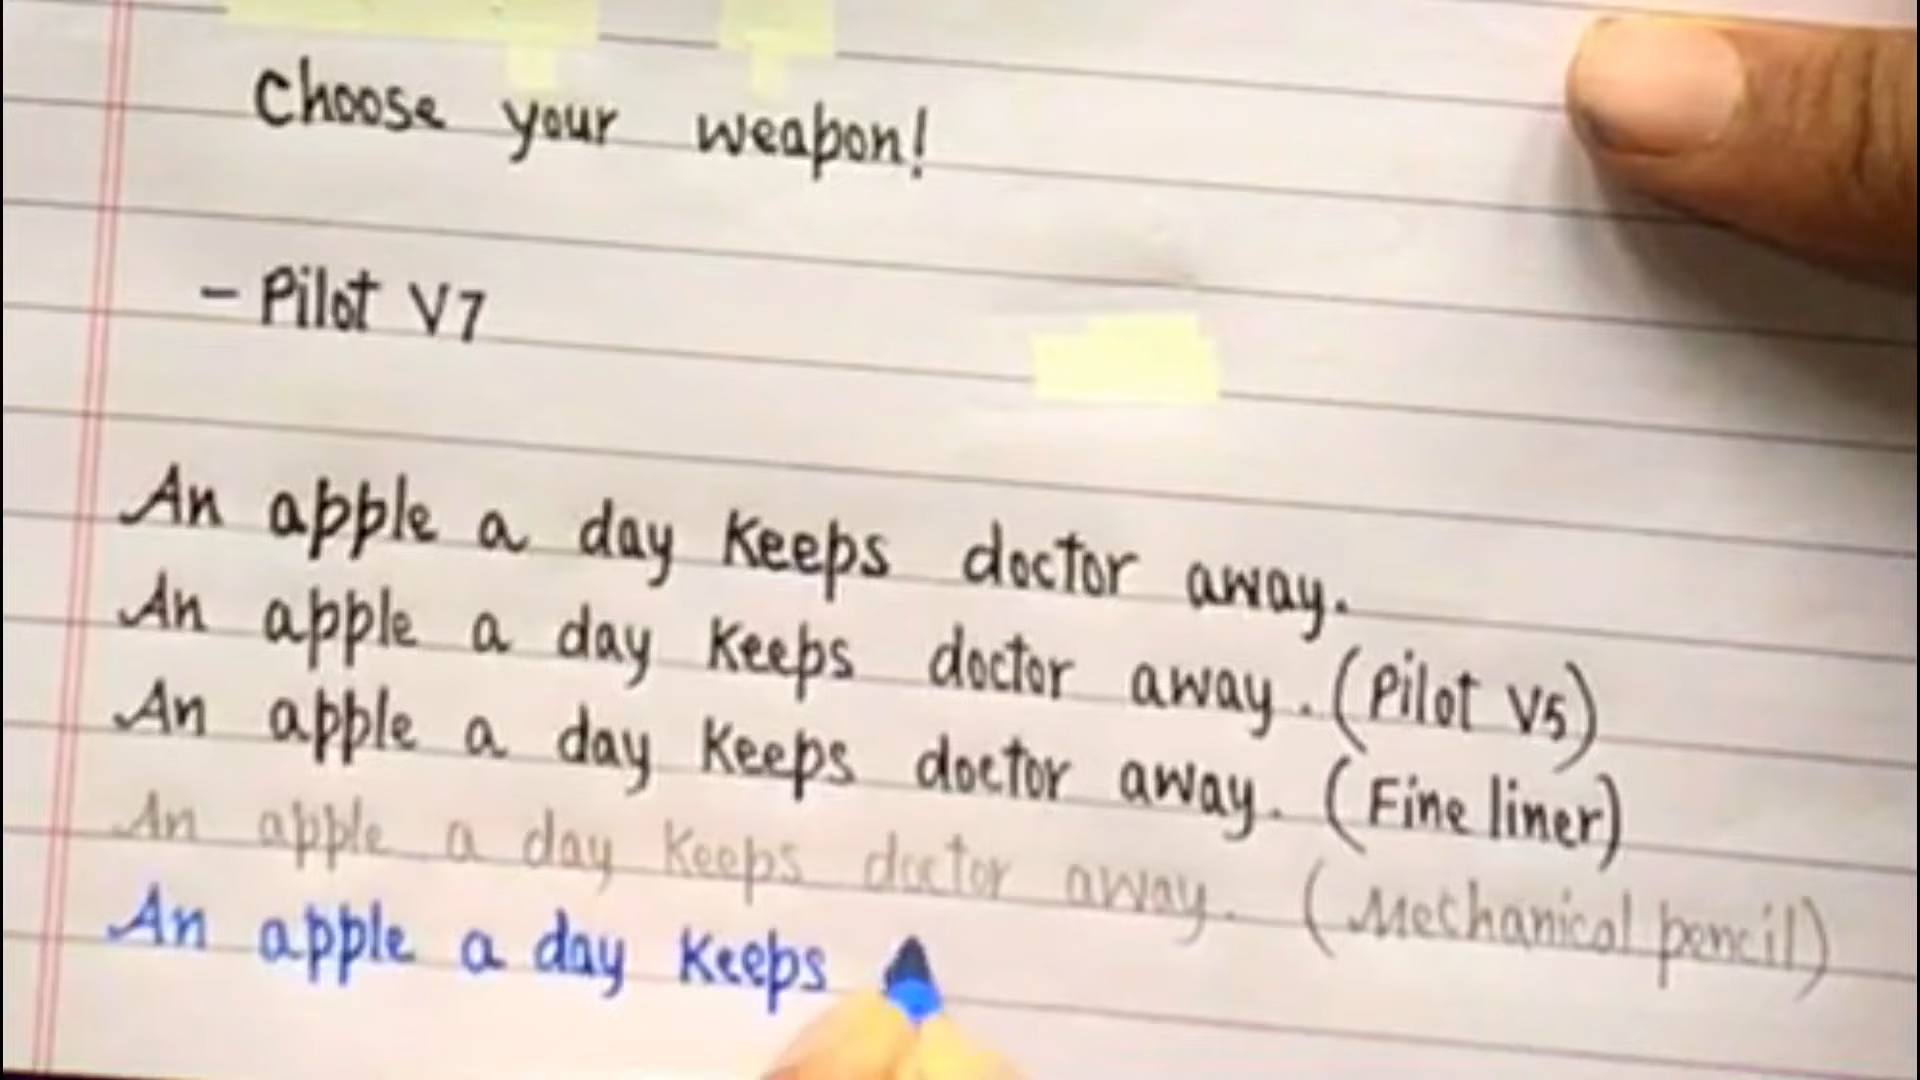 Choose your weapon!
- Pilot V7
An apple a day keeps doctor away.
An apple a day keeps doctor away. (Pilot V5)
An apple a day keeps doctor away. (Fine liner)
An apple a day keeps doctor away. (Mechanical pencil)
An apple a day keeps